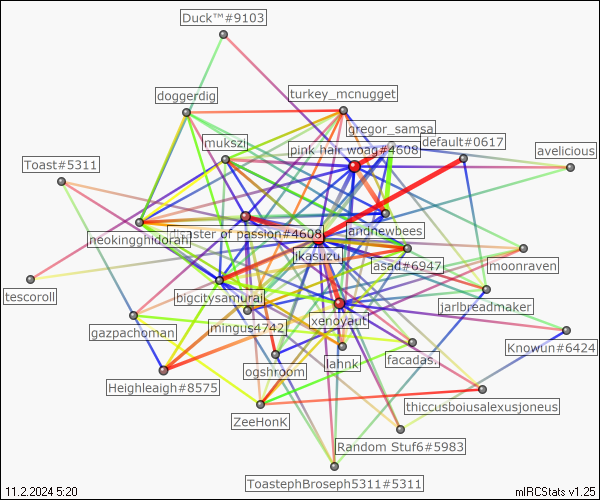 Duck™#9103
turkey_mcnugget
doggerdig
gregor_samsa
default#0617
mukszi
pink hair woag#4608
avelicious
Toast#5311
andnewbees
disaster of passion#4608
neokingghidorah
jkasuzu
asad#6947
moonraven
tescoroll
bigcitysamurai
jarlbreadmaker
gazpachoman
mingus4742
xenoyaut
Knowun#6424
lahnk
facadas.
ogshroom
Heighleaigh#8575
thiccusboiusalexusjoneus
ZeeHonK
Random Stuf6#5983
ToastephBroseph5311#5311
11.2.2024 5:20
mIRCStats v1.25